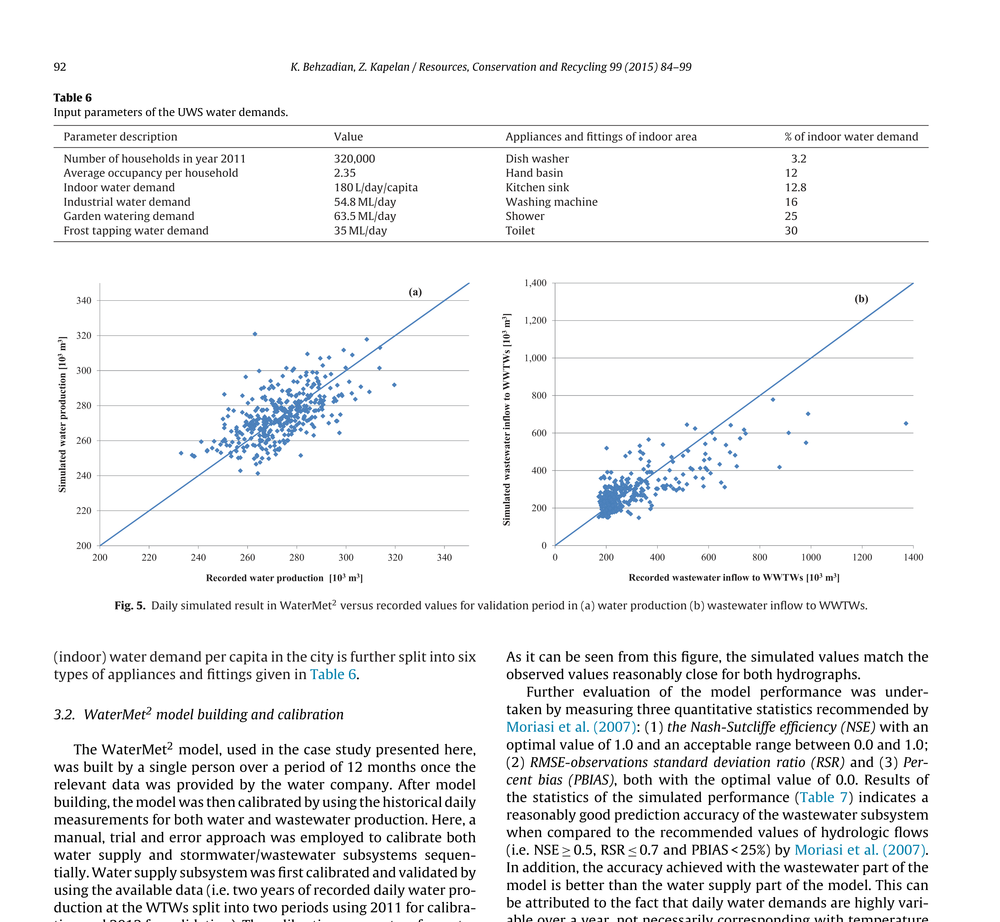 92
K. Behzadian, Z. Kapelan / Resources, Conservation and Recycling 99 (2015) 84–99
Table 6
Input parameters of the UWS water demands.
Parameter description Value Appliances and fittings of indoor area % of indoor water demand
Number of households in year 2011 320,000 Dish washer 3.2
Average occupancy per household 2.35 Hand basin 12
Indoor water demand 180 L/day/capita Kitchen sink 12.8
Industrial water demand 54.8 ML/day Washing machine 16
Garden watering demand 63.5 ML/day Shower 25
Frost tapping water demand 35 ML/day Toilet 30
(a)
Simulated water production [10³ m³]
340
320
300
280
260
240
220
200
200 220 240 260 280 300 320 340
Recorded water production [10³ m³]
(b)
Simulated wastewater inflow to WWTWs [10³ m³]
1,400
1,200
1,000
800
600
400
200
0
0 200 400 600 800 1000 1200 1400
Recorded wastewater inflow to WWTWs [10³ m³]
Fig. 5. Daily simulated result in WaterMet² versus recorded values for validation period in (a) water production (b) wastewater inflow to WWTWs.
(indoor) water demand per capita in the city is further split into six
types of appliances and fittings given in Table 6.
3.2. WaterMet² model building and calibration
The WaterMet² model, used in the case study presented here,
was built by a single person over a period of 12 months once the
relevant data was provided by the water company. After model
building, the model was then calibrated by using the historical daily
measurements for both water and wastewater production. Here, a
manual, trial and error approach was employed to calibrate both
water supply and stormwater/wastewater subsystems sequen-
tially. Water supply subsystem was first calibrated and validated by
using the available data (i.e. two years of recorded daily water pro-
duction at the WTWs split into two periods using 2011 for calibra-
As it can be seen from this figure, the simulated values match the
observed values reasonably close for both hydrographs.
Further evaluation of the model performance was under-
taken by measuring three quantitative statistics recommended by
Moriasi et al. (2007): (1) the Nash-Sutcliffe efficiency (NSE) with an
optimal value of 1.0 and an acceptable range between 0.0 and 1.0;
(2) RMSE-observations standard deviation ratio (RSR) and (3) Per-
cent bias (PBIAS), both with the optimal value of 0.0. Results of
the statistics of the simulated performance (Table 7) indicates a
reasonably good prediction accuracy of the wastewater subsystem
when compared to the recommended values of hydrologic flows
(i.e. NSE ≥ 0.5, RSR ≤ 0.7 and PBIAS < 25%) by Moriasi et al. (2007).
In addition, the accuracy achieved with the wastewater part of the
model is better than the water supply part of the model. This can
be attributed to the fact that daily water demands are highly vari-
able over a year, not necessarily corresponding with temperature